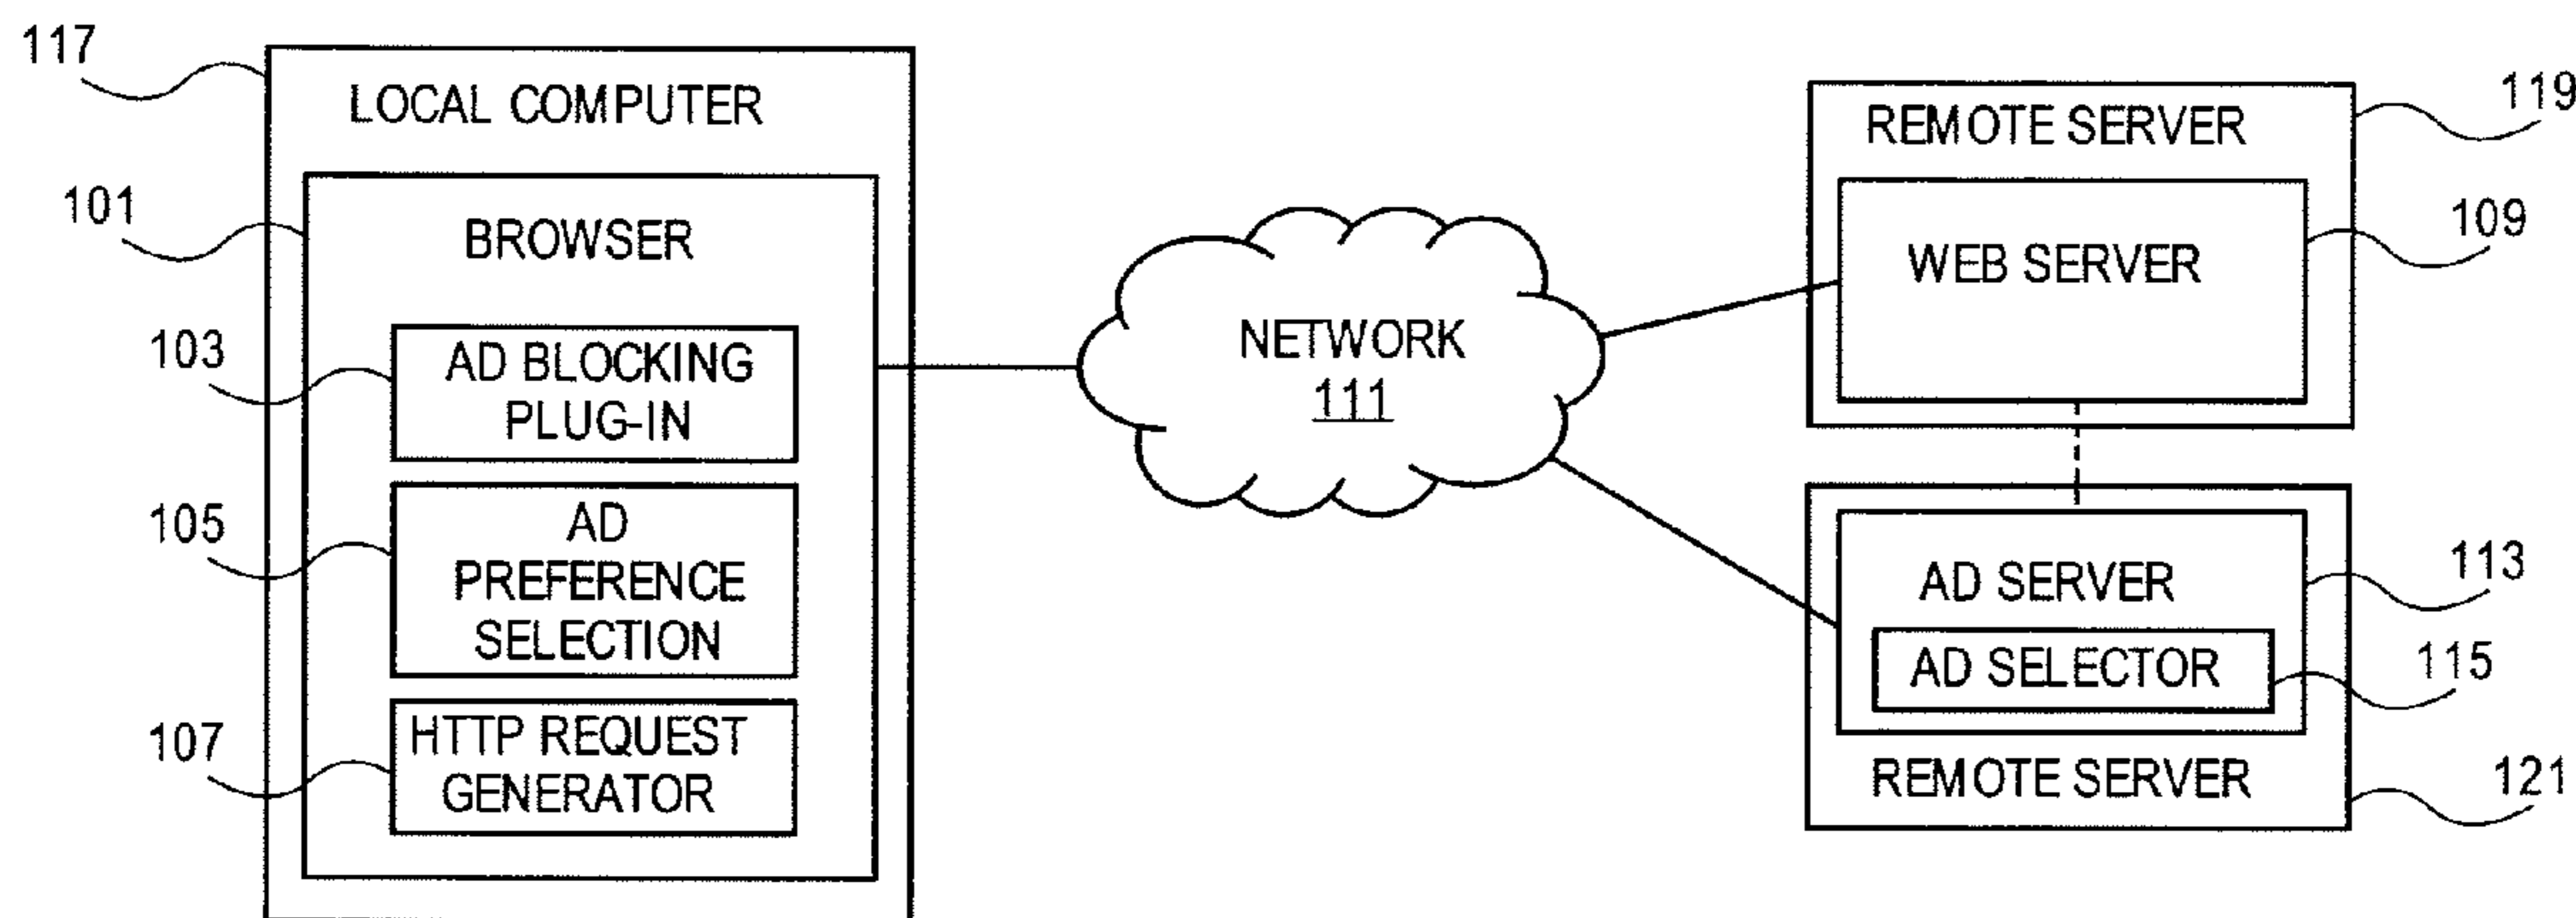 117
LOCAL COMPUTER
101
BROWSER
103
AD BLOCKING
PLUG-IN
105
AD
PREFERENCE
SELECTION
107
HTTP REQUEST
GENERATOR
NETWORK
111
REMOTE SERVER
119
WEB SERVER
109
AD SERVER
113
AD SELECTOR
115
REMOTE SERVER
121